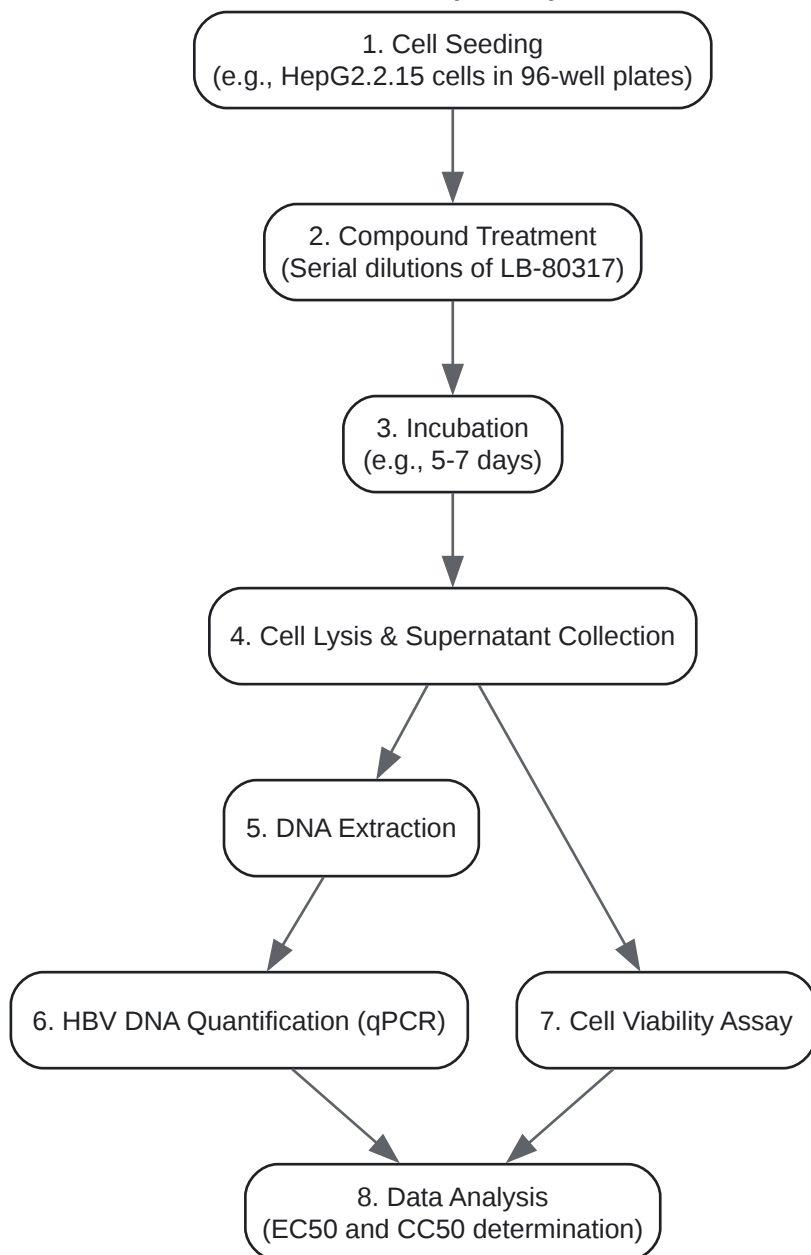 1. Cell Seeding
(e.g., HepG2.2.15 cells in 96-well plates)
2. Compound Treatment
(Serial dilutions of LB-80317)
3. Incubation
(e.g., 5-7 days)
4. Cell Lysis & Supernatant Collection
5. DNA Extraction
6. HBV DNA Quantification (qPCR)
7. Cell Viability Assay
8. Data Analysis
(EC50 and CC50 determination)